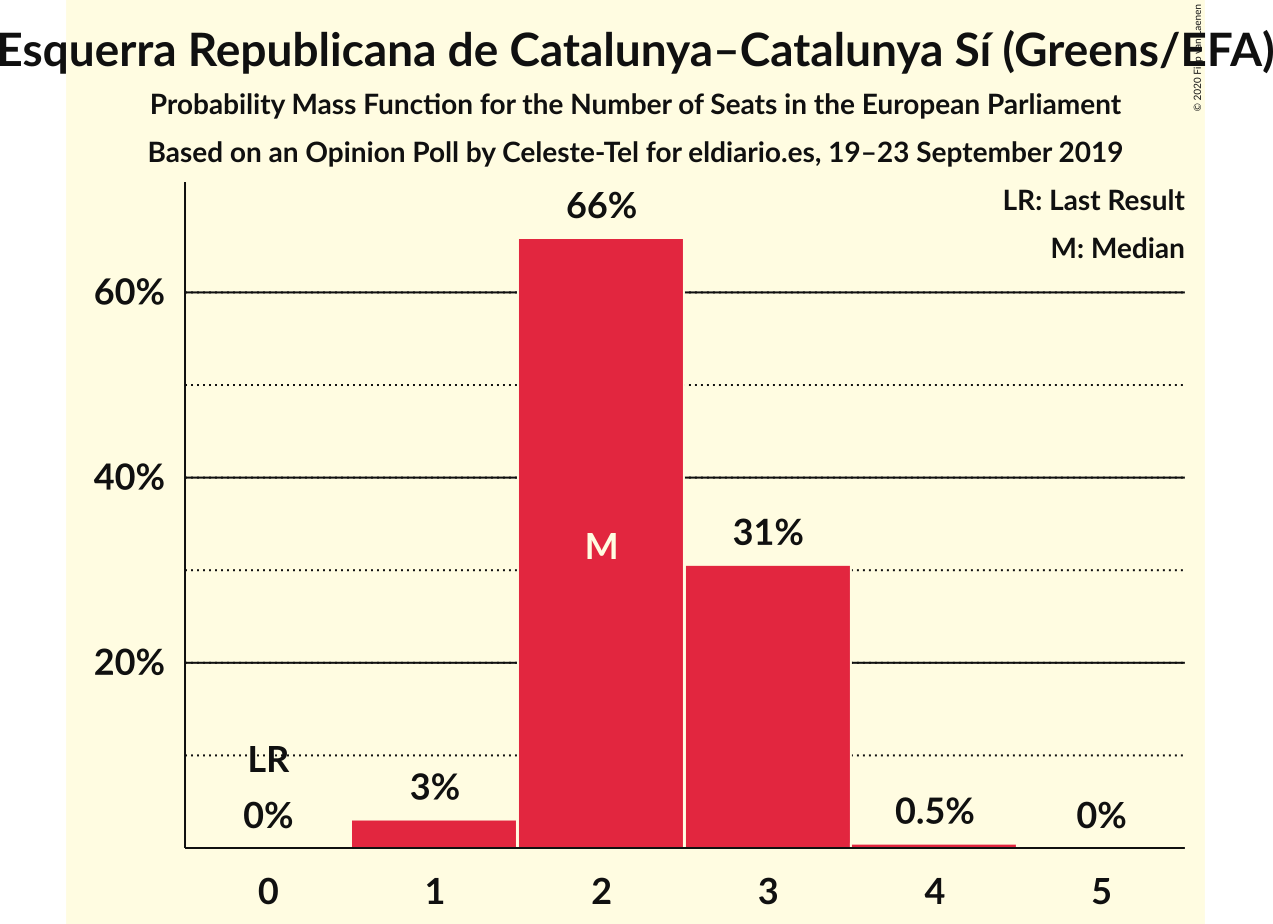 Esquerra Republicana de Catalunya–Catalunya Sí (Greens/EFA)
Probability Mass Function for the Number of Seats in the European Parliament
Based on an Opinion Poll by Celeste-Tel for eldiario.es, 19–23 September 2019
LR: Last Result
M: Median
66%
60%
40%
31%
M
20%
LR
3%
0%
0.5%
0%
0 1 2 3 4 5
© 2020